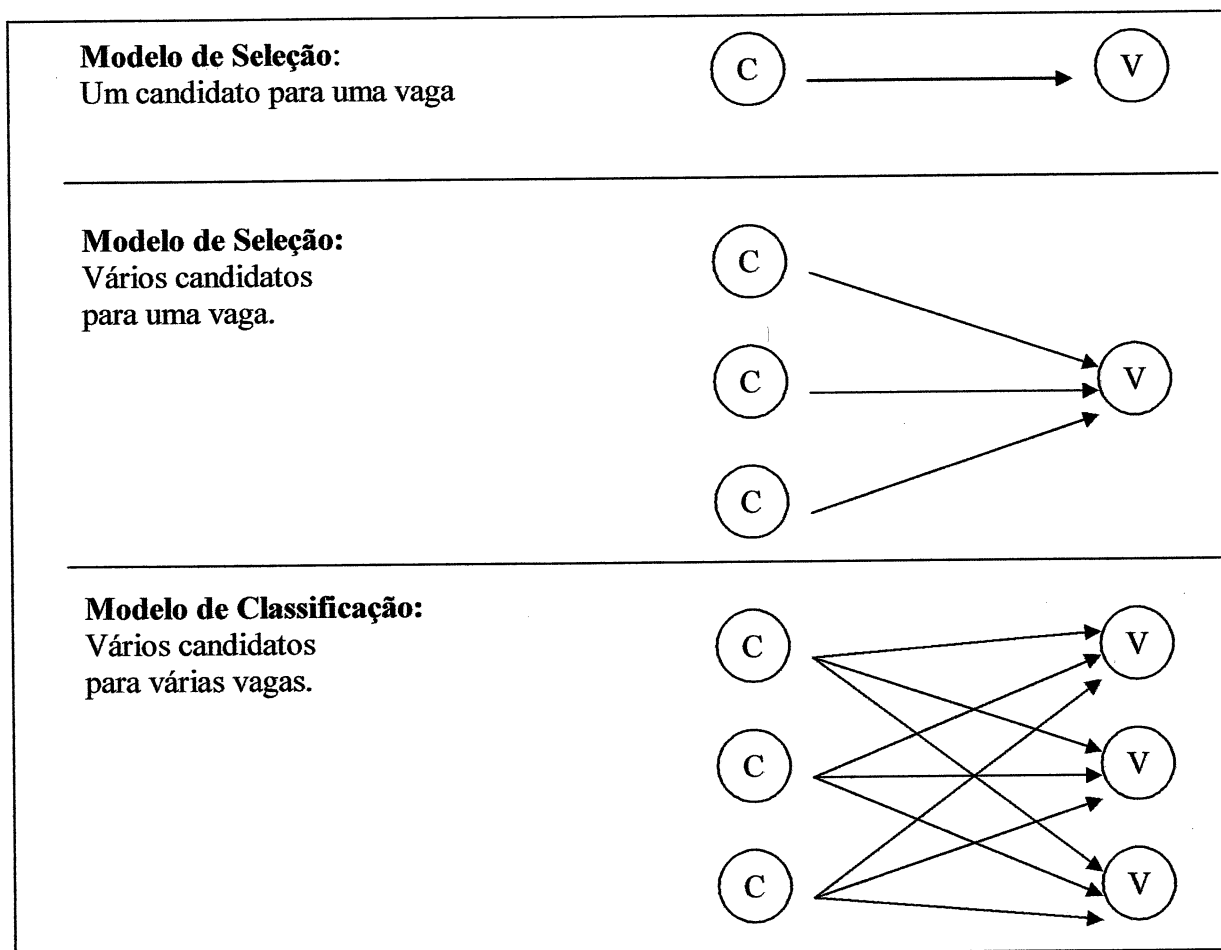 Modelo de Seleção:
Um candidato para uma vaga
C
V
Modelo de Seleção:
Vários candidatos
para uma vaga.
C
C
V
C
Modelo de Classificação:
Vários candidatos
para várias vagas.
C
V
C
V
C
V